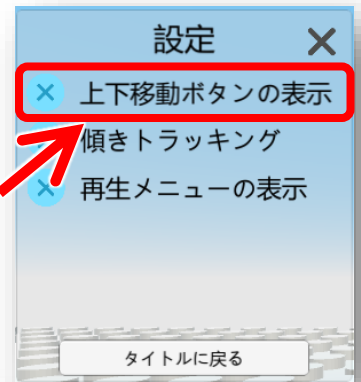 設定
上下移動ボタンの表示
傾きトラッキング
再生メニューの表示
タイトルに戻る